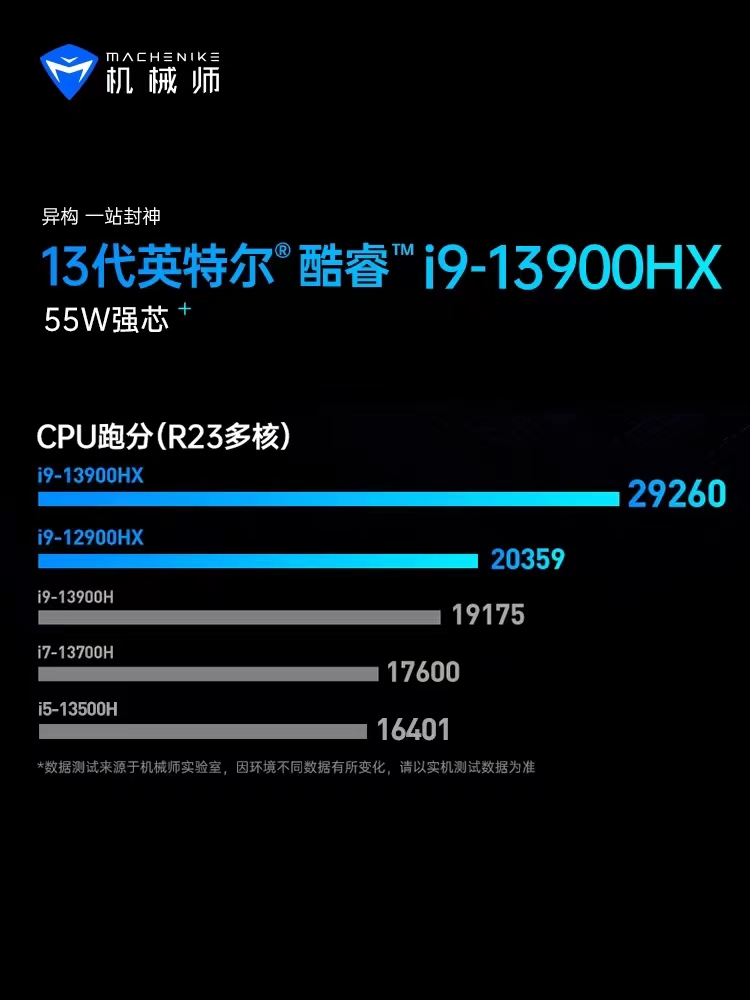 MACHENIKE
机械师
异构 一站封神
13代英特尔® 酷睿™ i9-13900HX
55W强芯 +
CPU跑分(R23多核)
i9-13900HX
29260
i9-12900HX
20359
i9-13900H
19175
i7-13700H
17600
i5-13500H
16401
*数据测试来源于机械师实验室，因环境不同数据有所变化，请以实机测试数据为准